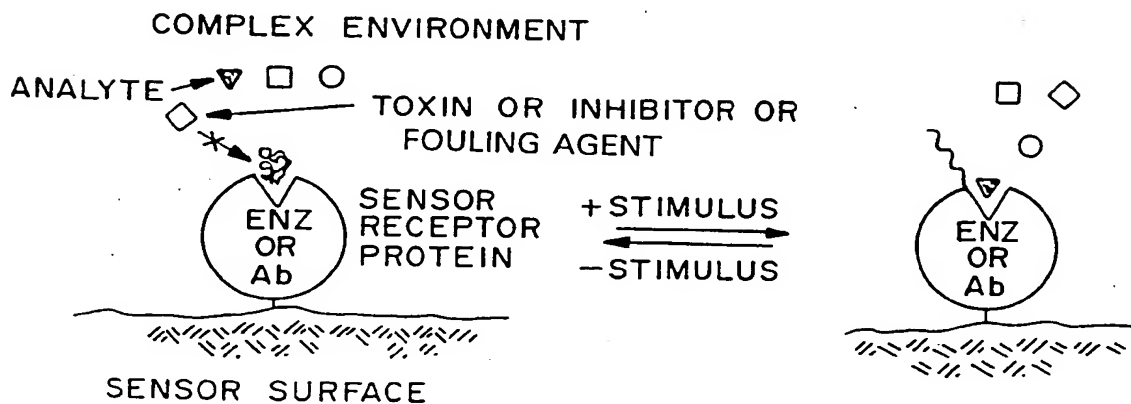 COMPLEX ENVIRONMENT
ANALYTE
TOXIN OR INHIBITOR OR
FOULING AGENT
ENZ
OR
Ab
SENSOR
RECEPTOR
PROTEIN
+STIMULUS
−STIMULUS
ENZ
OR
Ab
SENSOR SURFACE